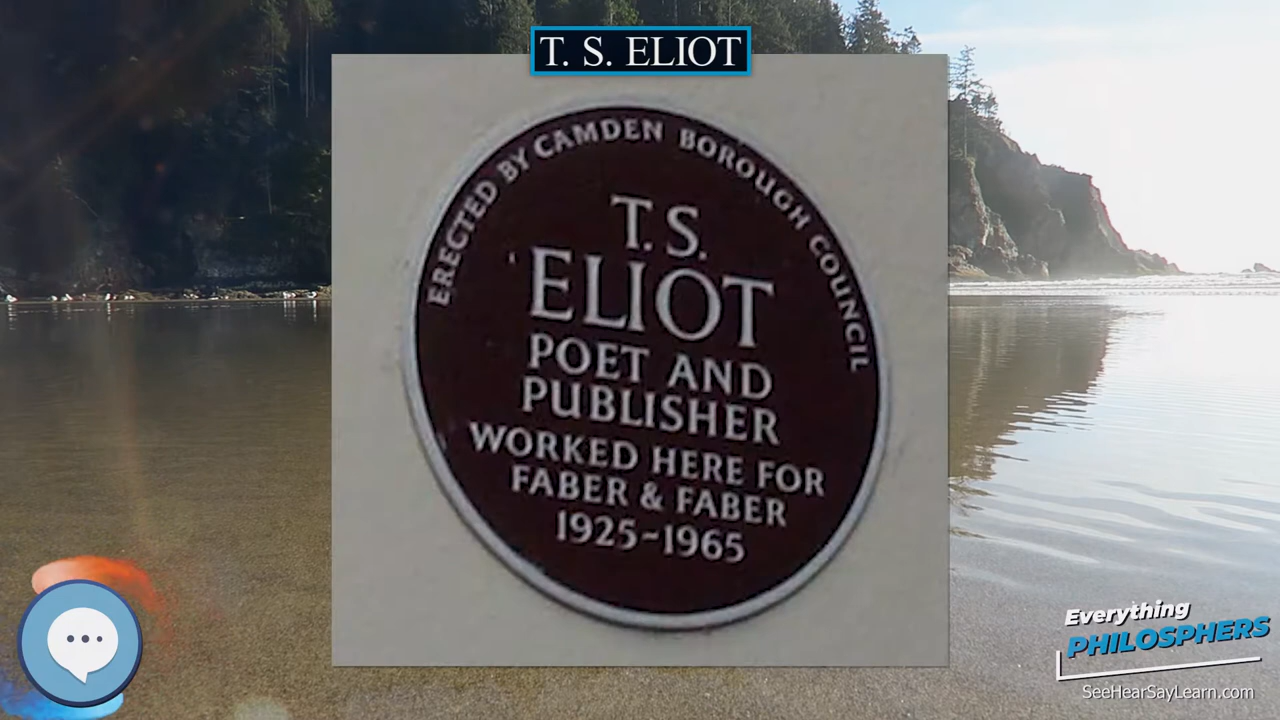 T. S. ELIOT
ERECTED BY CAMDEN BOROUGH COUNCIL
T. S.
ELIOT
POET AND
PUBLISHER
WORKED HERE FOR
FABER & FABER
1925-1965
Everything
PHILOSPHERS
SeeHearSayLearn.com